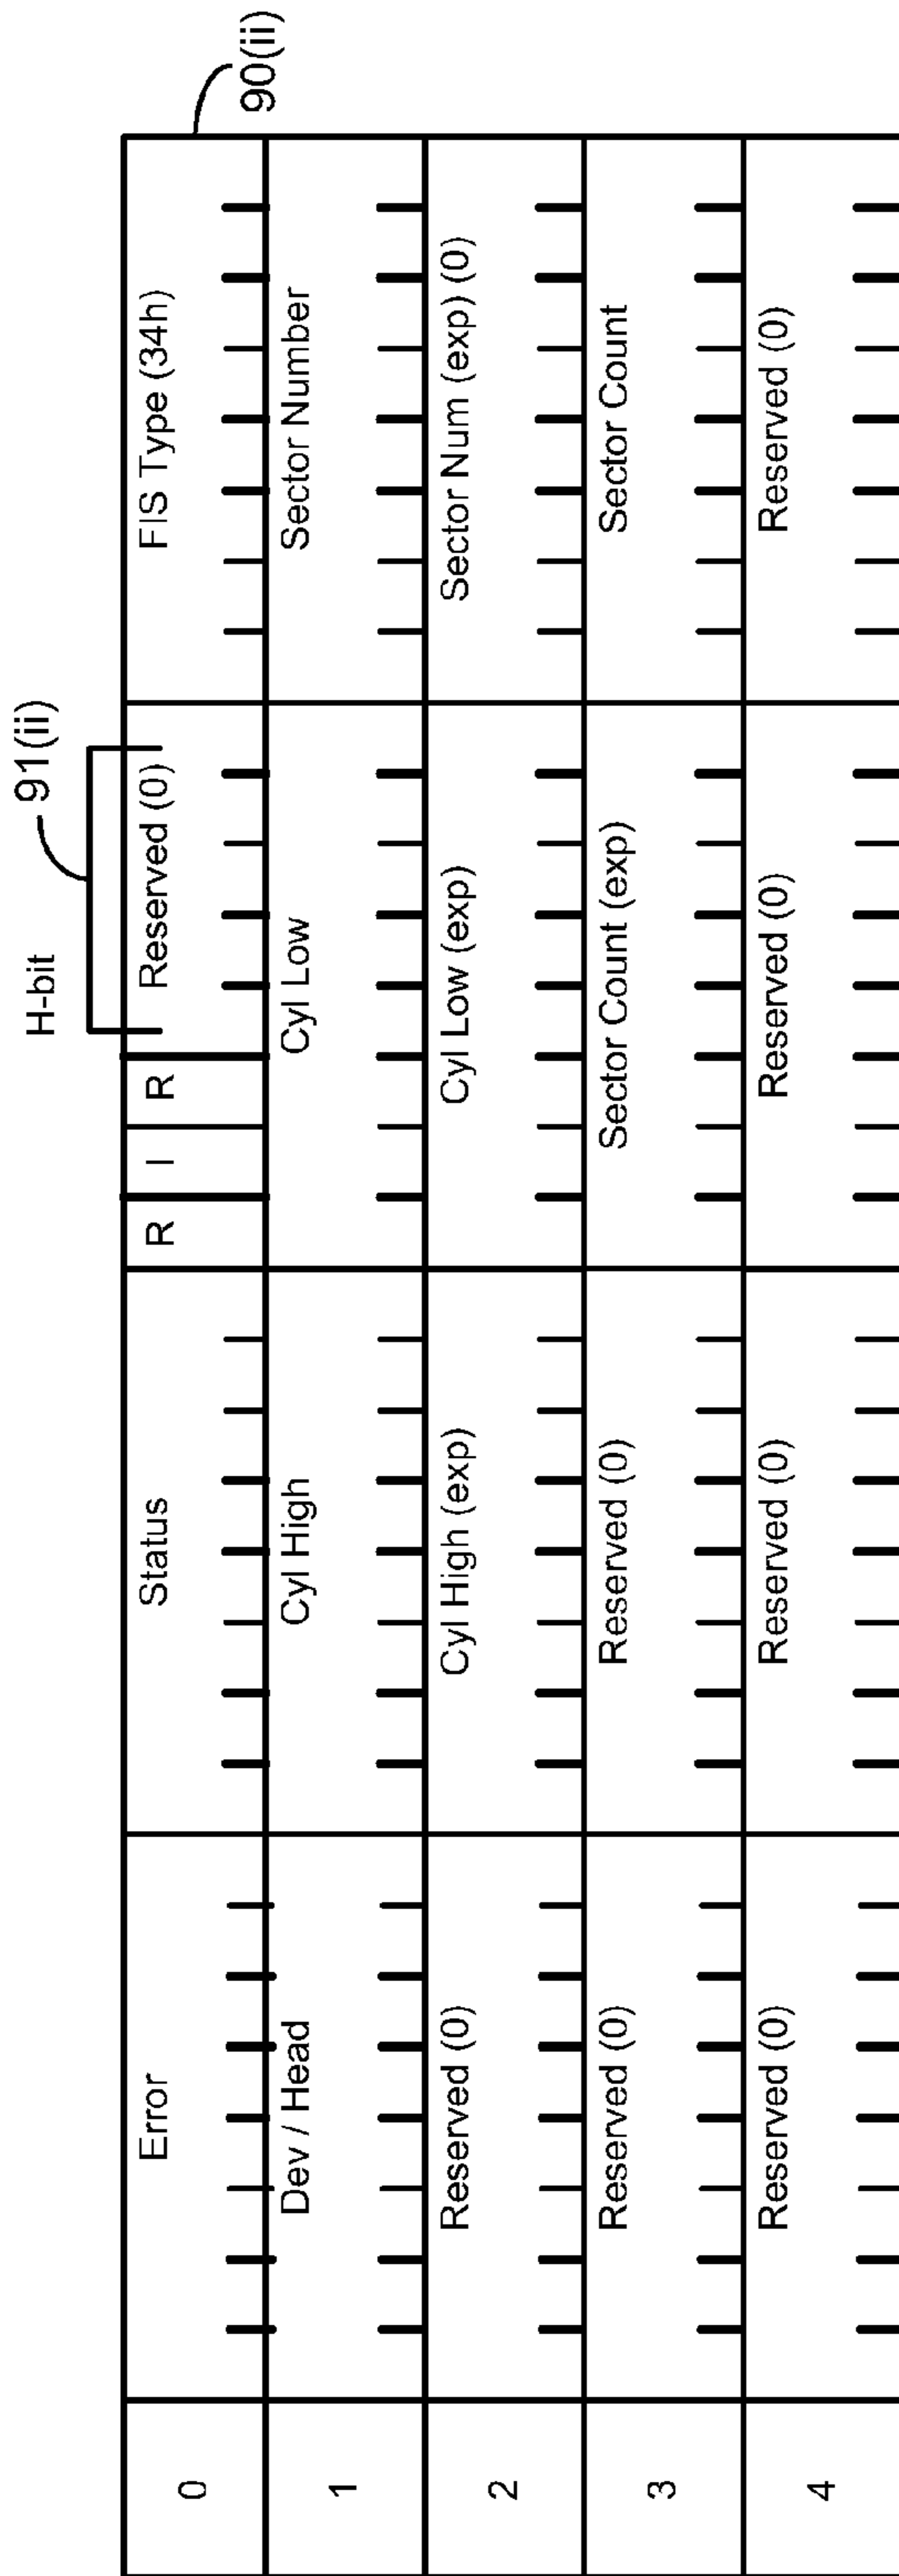 H-bit 91(ii)
90(ii)
0 Error Status R I R Reserved (0) FIS Type (34h)
1 Dev / Head Cyl High Cyl Low Sector Number
2 Reserved (0) Cyl High (exp) Cyl Low (exp) Sector Num (exp) (0)
3 Reserved (0) Reserved (0) Sector Count (exp) Sector Count
4 Reserved (0) Reserved (0) Reserved (0) Reserved (0)